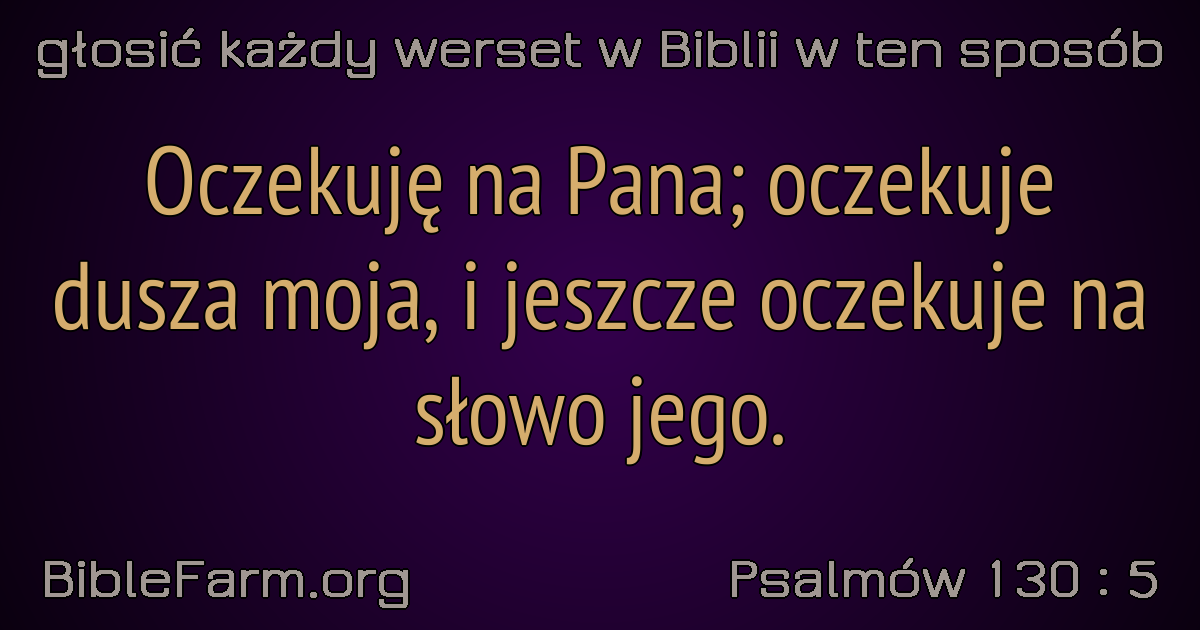 głosić każdy werset w Biblii w ten sposób
Oczekuję na Pana; oczekuje
dusza moja, i jeszcze oczekuje na
słowo jego.
BibleFarm.org
Psalmów 130 : 5